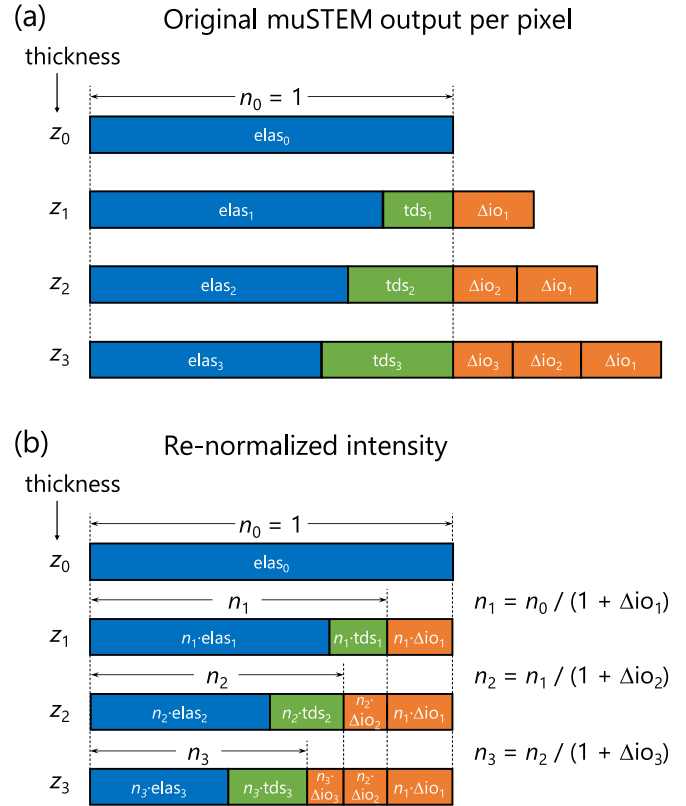 (a) Original muSTEM output per pixel
thickness
n₀ = 1
z₀ elas₀
z₁ elas₁ tds₁ Δio₁
z₂ elas₂ tds₂ Δio₂ Δio₁
z₃ elas₃ tds₃ Δio₃ Δio₂ Δio₁
(b) Re-normalized intensity
thickness
n₀ = 1
z₀ elas₀
n₁ n₁ = n₀ / (1 + Δio₁)
z₁ n₁·elas₁ n₁·tds₁ n₁·Δio₁
n₂ n₂ = n₁ / (1 + Δio₂)
z₂ n₂·elas₂ n₂·tds₂ n₂·Δio₂ n₁·Δio₁
n₃ n₃ = n₂ / (1 + Δio₃)
z₃ n₃·elas₃ n₃·tds₃ n₃·Δio₃ n₂·Δio₂ n₁·Δio₁